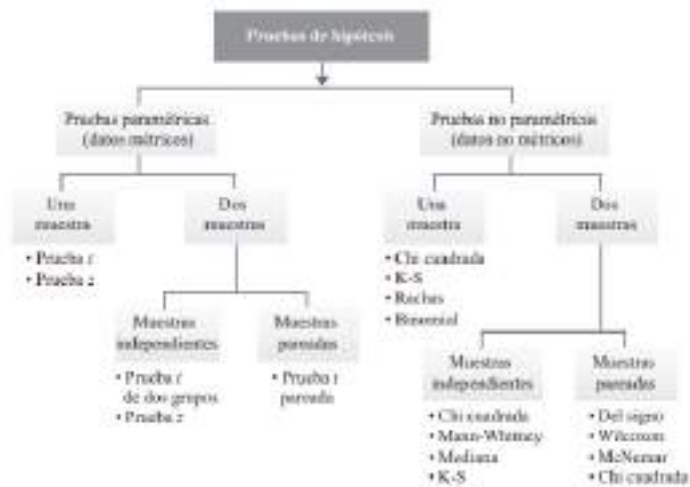 Pruebas de hipótesis
Pruebas paramétricas
(datos métricos)
Pruebas no paramétricas
(datos no métricos)
Una
muestra
Dos
muestras
Una
muestra
Dos
muestras
• Prueba t
• Prueba z
• Chi cuadrada
• K-S
• Rachas
• Binomial
Muestras
independientes
Muestras
pareadas
• Prueba t
de dos grupos
• Prueba z
• Prueba t
pareada
Muestras
independientes
Muestras
pareadas
• Chi cuadrada
• Mann-Whitney
• Mediana
• K-S
• Del signo
• Wilcoxon
• McNemar
• Chi cuadrada